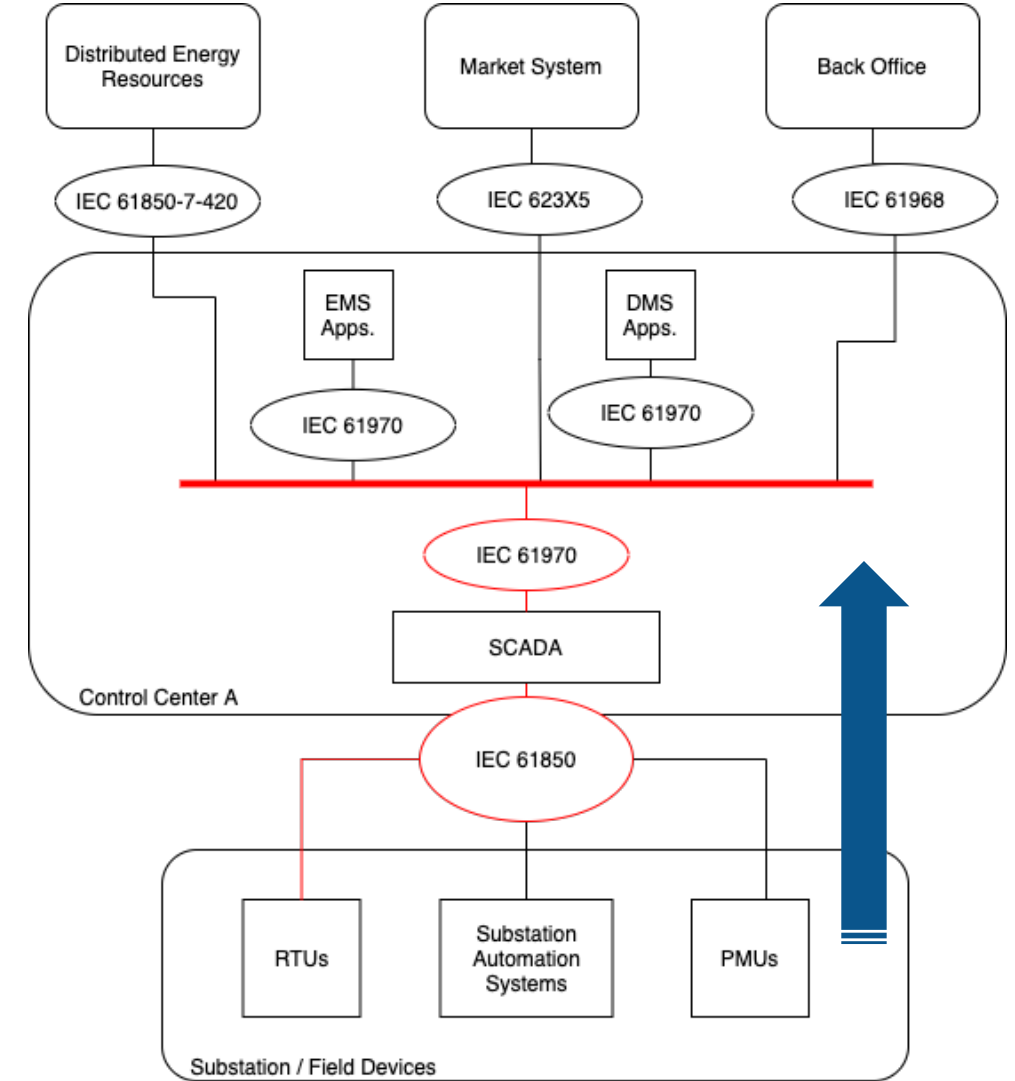 Distributed Energy
Resources
Market System
Back Office
IEC 61850-7-420
IEC 623X5
IEC 61968
EMS
Apps.
DMS
Apps.
IEC 61970
IEC 61970
IEC 61970
SCADA
Control Center A
IEC 61850
RTUs
Substation
Automation
Systems
PMUs
Substation / Field Devices